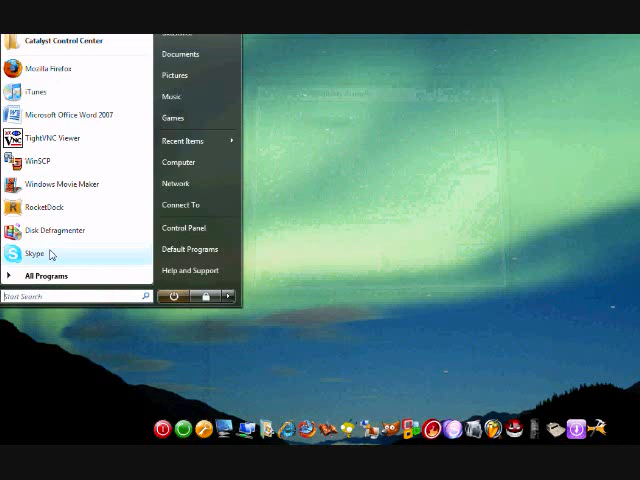 Catalyst Control Center
Mozilla Firefox
iTunes
Microsoft Office Word 2007
TightVNC Viewer
WinSCP
Windows Movie Maker
RocketDock
Disk Defragmenter
Skype
All Programs
Start Search
Documents
Pictures
Music
Games
Recent Items
Computer
Network
Connect To
Control Panel
Default Programs
Help and Support